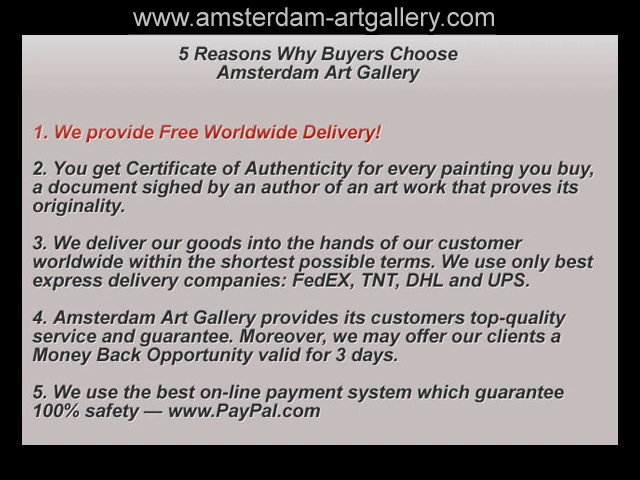 www.amsterdam-artgallery.com
5 Reasons Why Buyers Choose
Amsterdam Art Gallery
1. We provide Free Worldwide Delivery!
2. You get Certificate of Authenticity for every painting you buy,
a document sighed by an author of an art work that proves its
originality.
3. We deliver our goods into the hands of our customer
worldwide within the shortest possible terms. We use only best
express delivery companies: FedEX, TNT, DHL and UPS.
4. Amsterdam Art Gallery provides its customers top-quality
service and guarantee. Moreover, we may offer our clients a
Money Back Opportunity valid for 3 days.
5. We use the best on-line payment system which guarantee
100% safety — www.PayPal.com